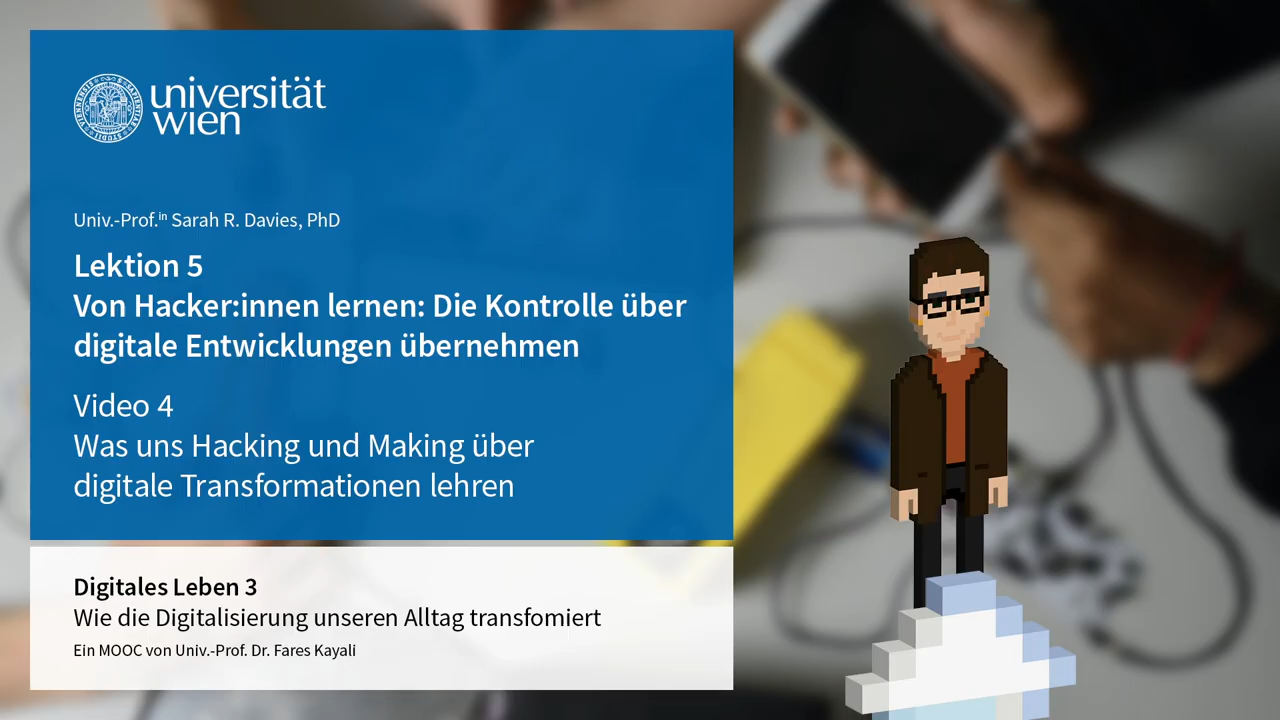 universität
wien
Univ.-Prof.in Sarah R. Davies, PhD
Lektion 5
Von Hacker:innen lernen: Die Kontrolle über
digitale Entwicklungen übernehmen
Video 4
Was uns Hacking und Making über
digitale Transformationen lehren
Digitales Leben 3
Wie die Digitalisierung unseren Alltag transfomiert
Ein MOOC von Univ.-Prof. Dr. Fares Kayali